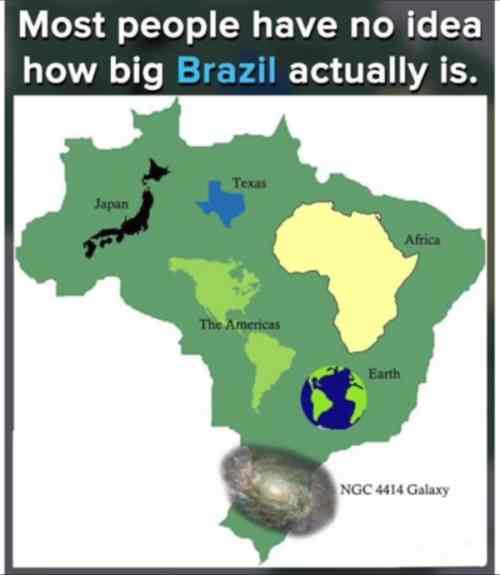 Most people have no idea
how big Brazil actually is.
Texas
Japan
Africa
The Americas
Earth
NGC 4414 Galaxy